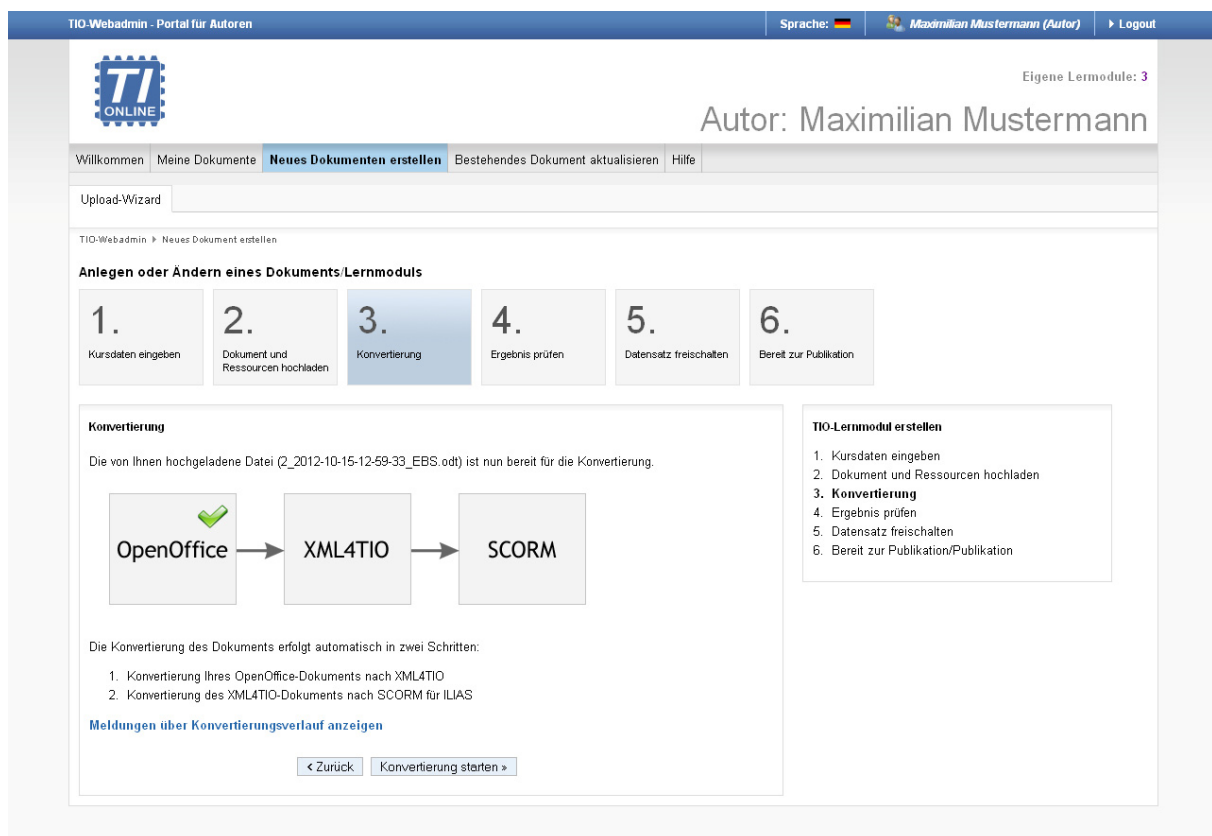 TIO-Webadmin - Portal für Autoren
Sprache:
Maximilian Mustermann (Autor)
Logout
TI
ONLINE
Eigene Lermodule: 3
Autor: Maximilian Mustermann
Willkommen
Meine Dokumente
Neues Dokumenten erstellen
Bestehendes Dokument aktualisieren
Hilfe
Upload-Wizard
TIO-Webadmin Neues Dokument erstellen
Anlegen oder Ändern eines Dokuments/Lernmoduls
1.
Kursdaten eingeben
2.
Dokument und
Ressourcen hochladen
3.
Konvertierung
4.
Ergebnis prüfen
5.
Datensatz freischalten
6.
Bereit zur Publikation
Konvertierung
Die von Ihnen hochgeladene Datei (2_2012-10-15-12-59-33_EBS.odt) ist nun bereit für die Konvertierung.
OpenOffice
XML4TIO
SCORM
Die Konvertierung des Dokuments erfolgt automatisch in zwei Schritten:
1. Konvertierung Ihres OpenOffice-Dokuments nach XML4TIO
2. Konvertierung des XML4TIO-Dokuments nach SCORM für ILIAS
Meldungen über Konvertierungsverlauf anzeigen
< Zurück
Konvertierung starten »
TIO-Lernmodul erstellen
1. Kursdaten eingeben
2. Dokument und Ressourcen hochladen
3. Konvertierung
4. Ergebnis prüfen
5. Datensatz freischalten
6. Bereit zur Publikation/Publikation